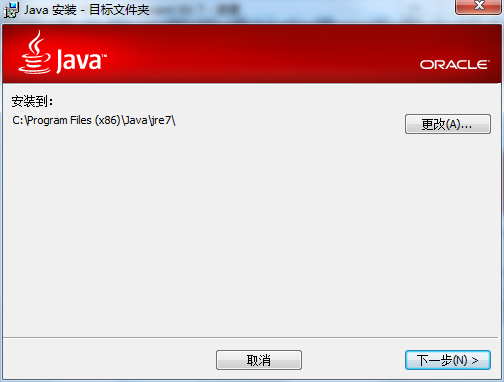 Java 安装 - 目标文件夹
Java™
ORACLE®
安装到：
C:\Program Files (x86)\Java\jre7\
更改(A)...
取消
下一步(N) >